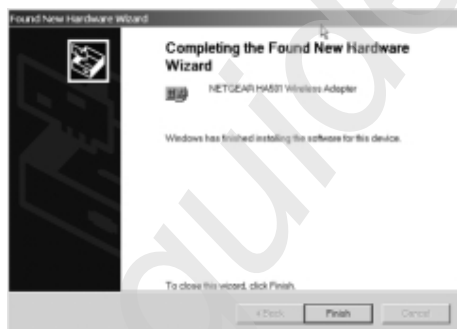 Found New Hardware Wizard
Completing the Found New Hardware
Wizard
NETGEAR HA501 Wireless Adapter
Windows has finished installing the software for this device.
To close this wizard, click Finish.
< Back
Finish
Cancel